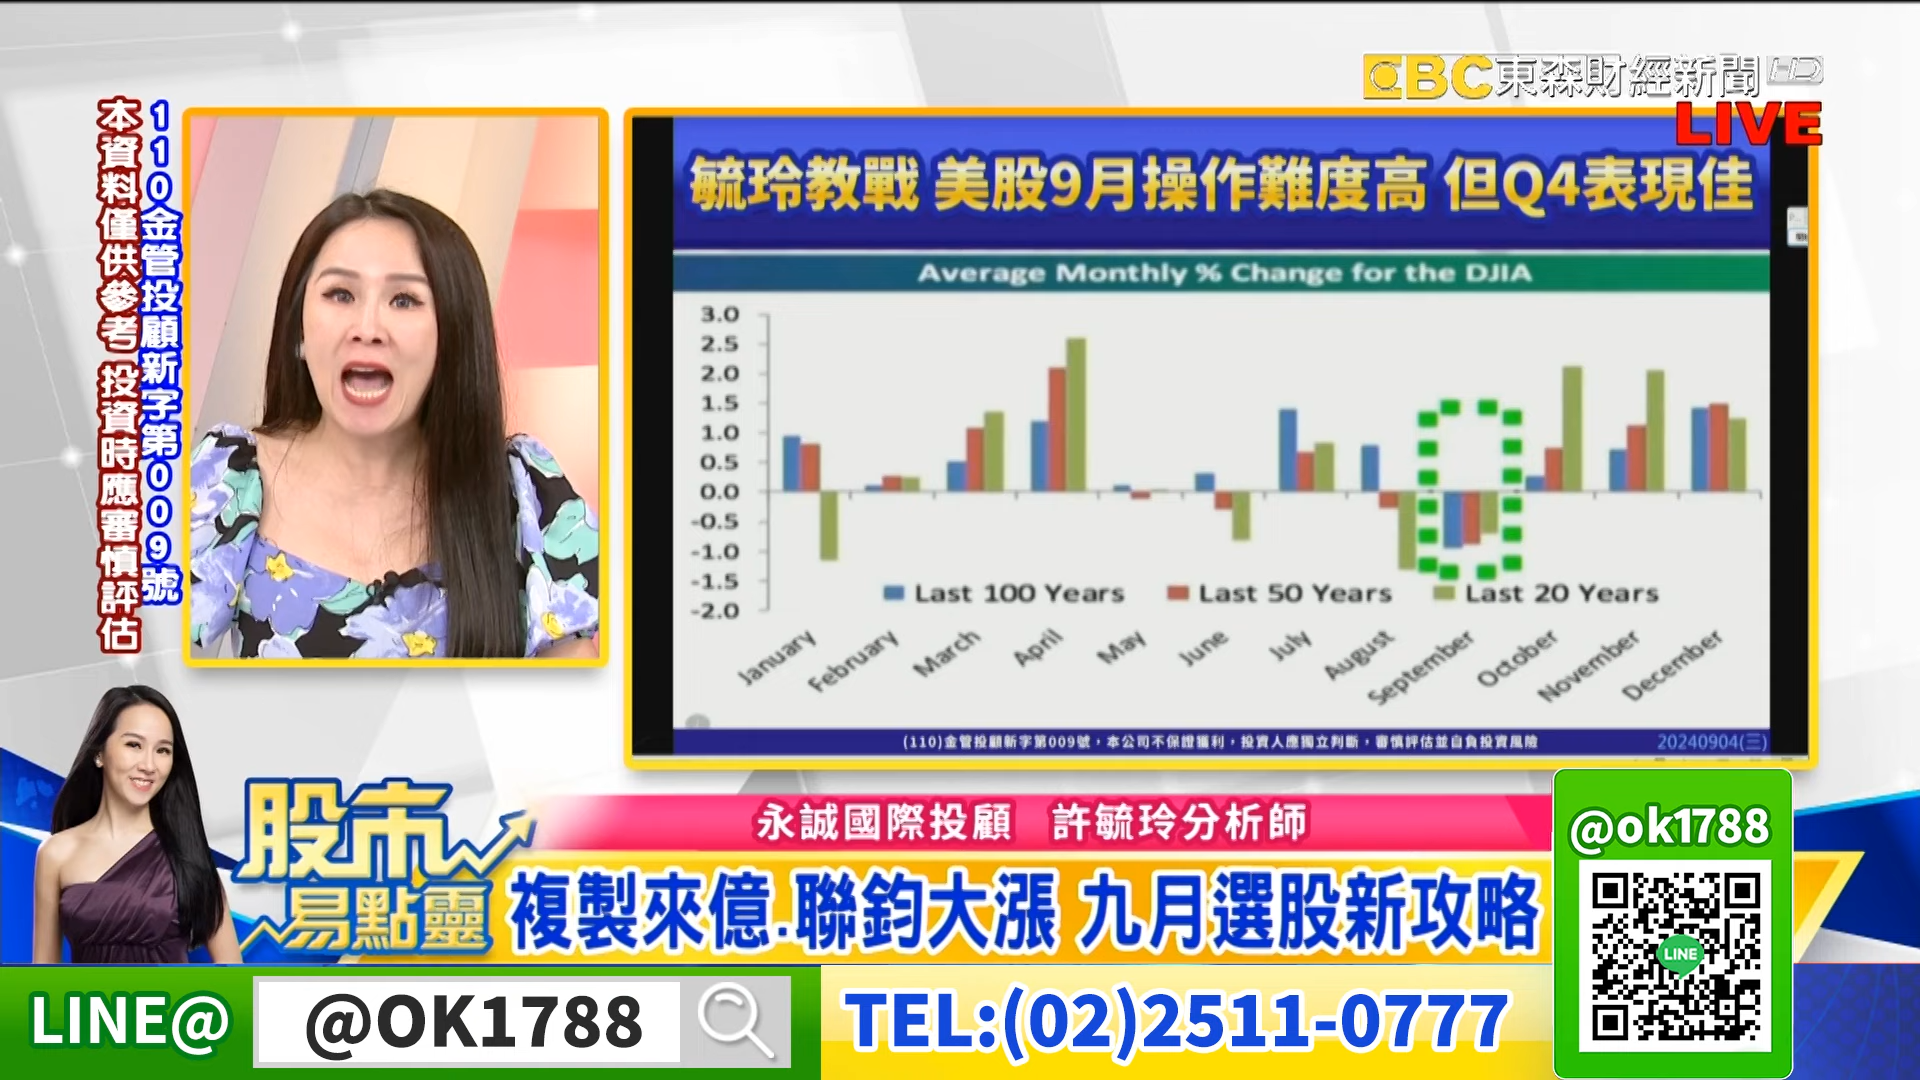 EBC東森財經新聞HD
LIVE
110金管投顧新字第009號
本資料僅供參考 投資時應審慎評估
毓玲教戰 美股9月操作難度高 但Q4表現佳
Average Monthly % Change for the DJIA
3.0
2.5
2.0
1.5
1.0
0.5
0.0
-0.5
-1.0
-1.5
-2.0
Last 100 Years Last 50 Years Last 20 Years
January February March April May June July August September October November December
(110)金管投顧新字第009號，本公司不保證獲利，投資人應獨立判斷，審慎評估並自負投資風險
20240904(三)
股市
易點靈
永誠國際投顧 許毓玲分析師
複製來億.聯鈞大漲 九月選股新攻略
@ok1788
LINE
LINE@ @OK1788
TEL:(02)2511-0777